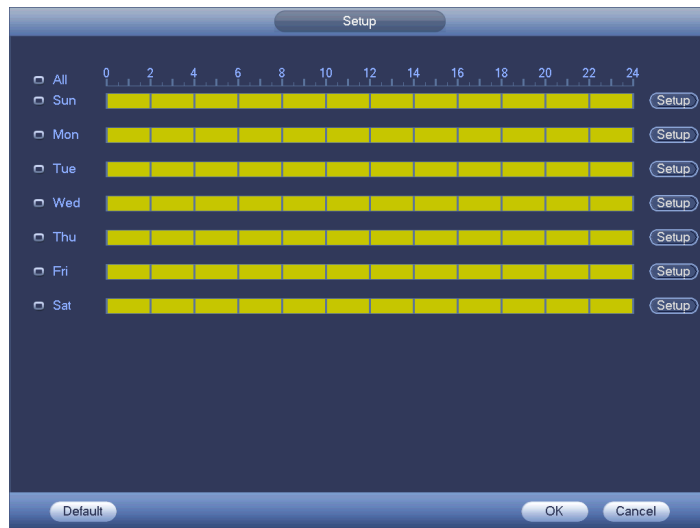 Setup
All 0 2 4 6 8 10 12 14 16 18 20 22 24
Sun Setup
Mon Setup
Tue Setup
Wed Setup
Thu Setup
Fri Setup
Sat Setup
Default OK Cancel